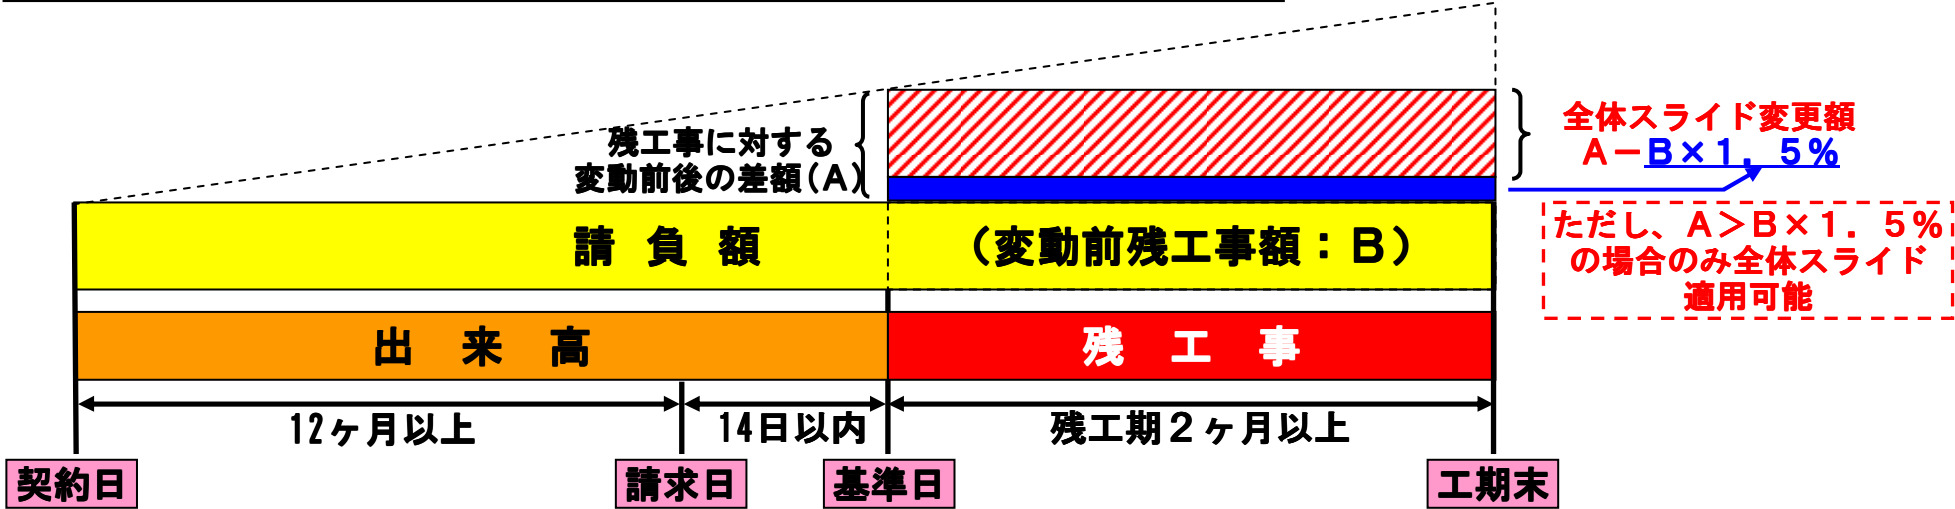 残工事に対する
変動前後の差額(A)
全体スライド変更額
A－B×1．5%
ただし、A＞B×1．5%
の場合のみ全体スライド
適用可能
請 負 額
（変動前残工事額：B）
出 来 高
残 工 事
12ヶ月以上
14日以内
残工期2ヶ月以上
契約日
請求日
基準日
工期末